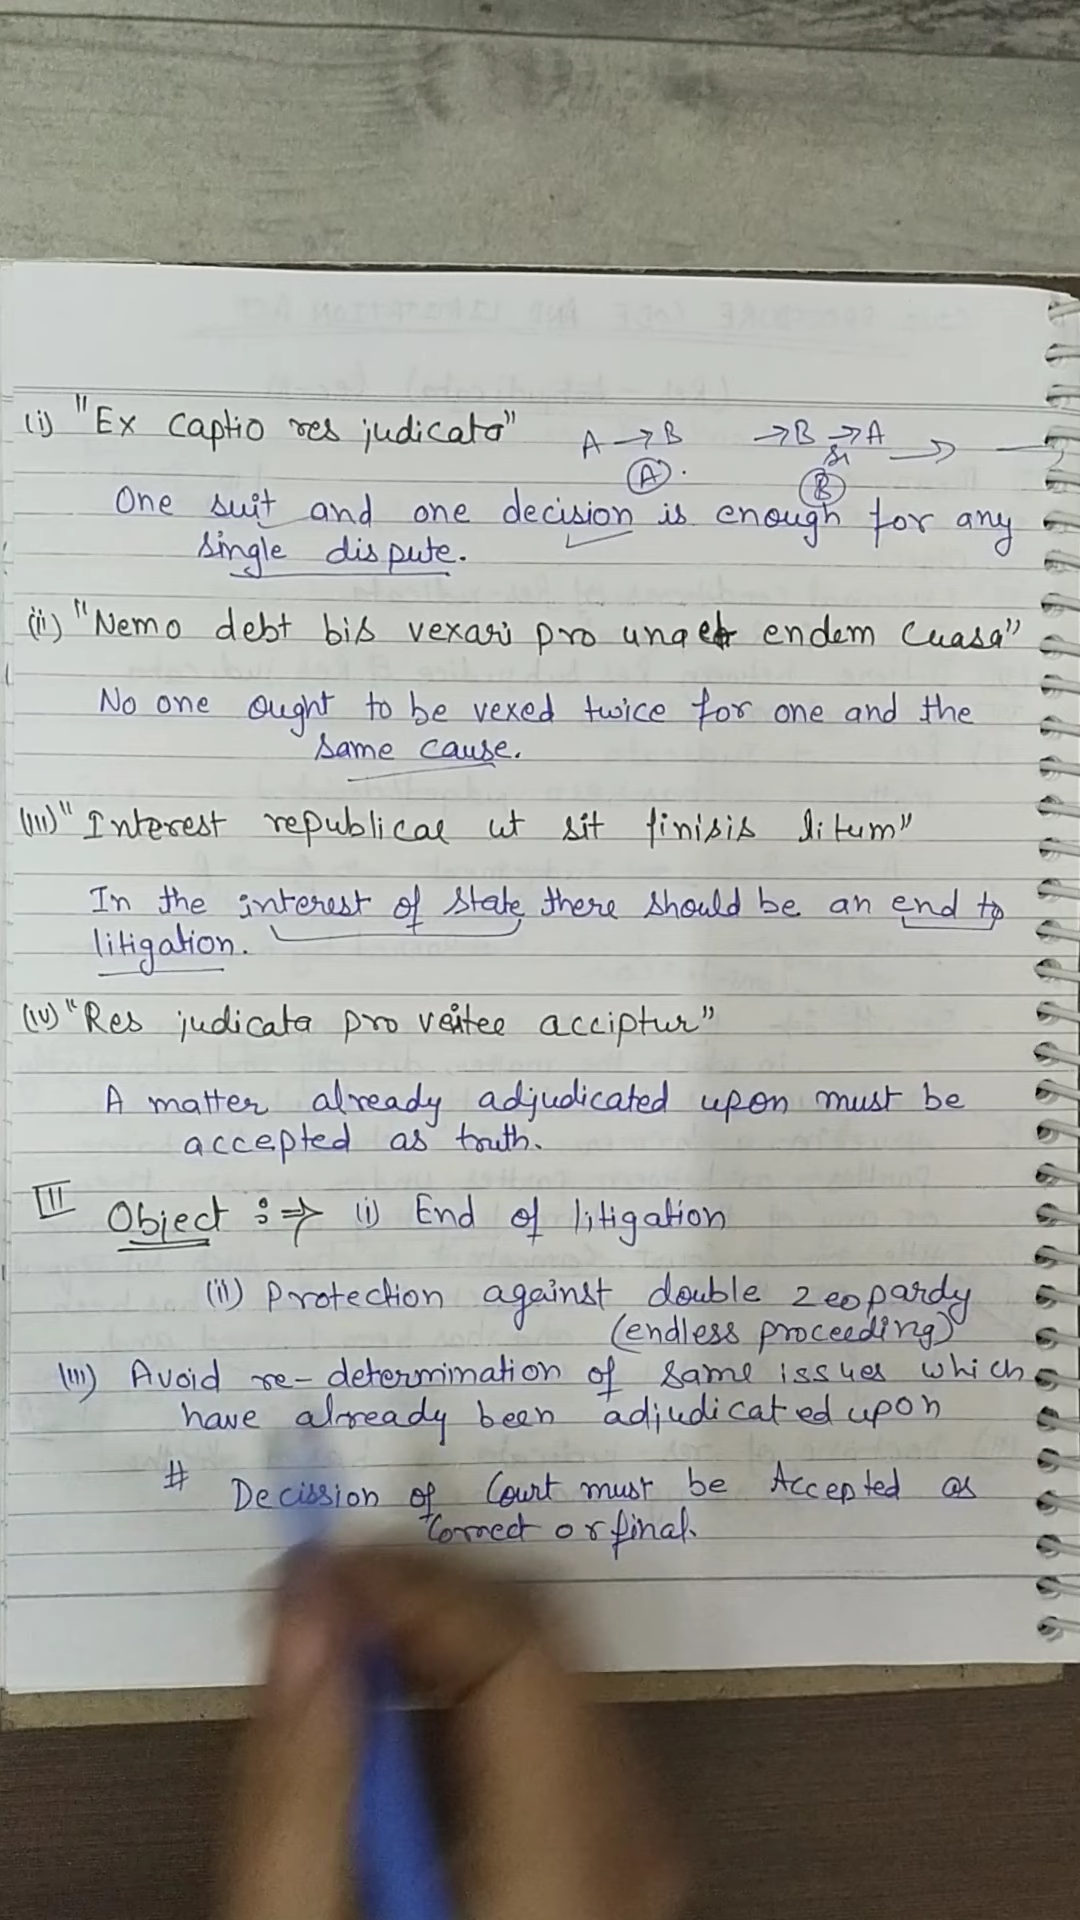 (i) "Ex Captio res judicata" A → B → B → A
(A) (B)
One suit and one decision is enough for any
single dispute.
(ii) "Nemo debt bis vexari pro una et endem Cuasa"
No one ought to be vexed twice for one and the
same cause.
(iii) "Interest republicae ut sit finisis litum"
In the interest of state there should be an end to
litigation.
(iv) "Res judicata pro veitee acciptur"
A matter already adjudicated upon must be
accepted as truth.
II Object :⇒ (i) End of litigation
(ii) Protection against double zeopardy
(endless proceeding)
(iii) Avoid re-determination of same issues which
have already been adjudicated upon
# Decission of Court must be Accepted as
Correct or final.